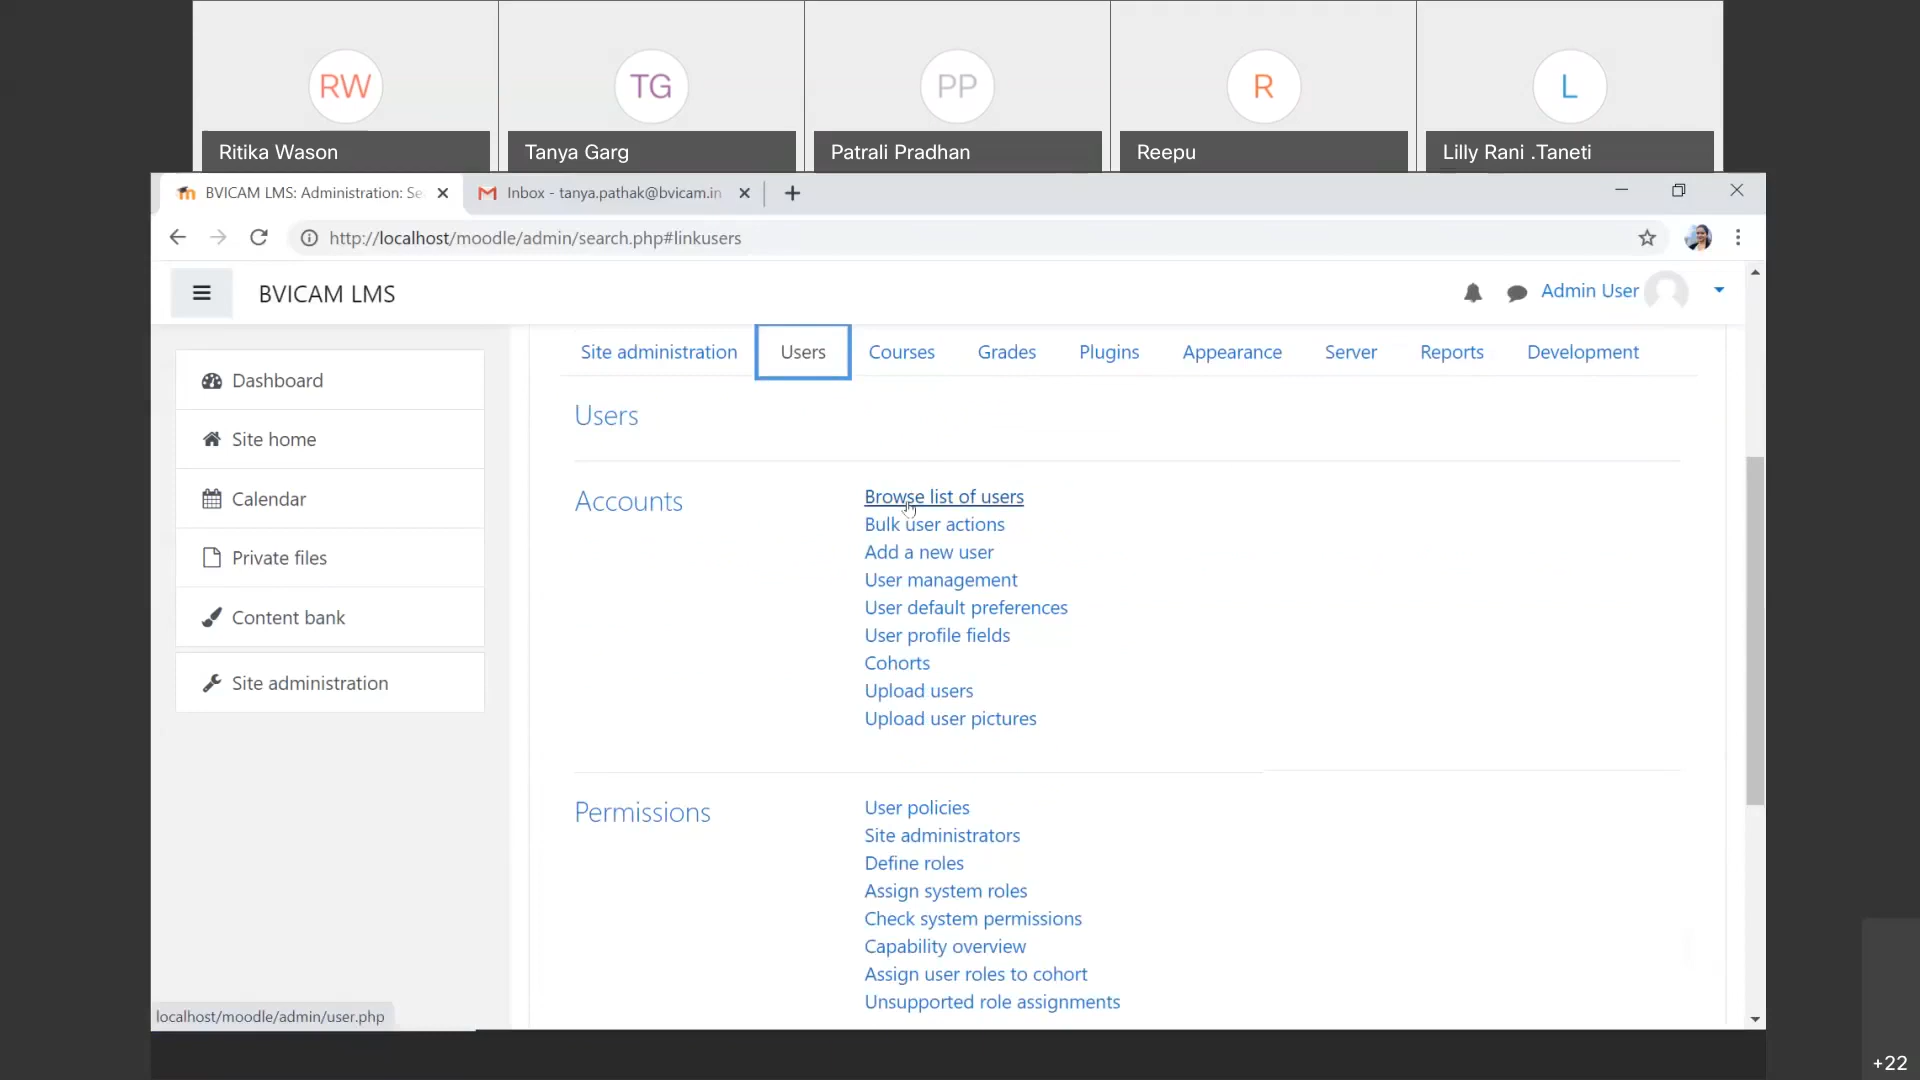 RW
TG
PP
R
L
Ritika Wason
Tanya Garg
Patrali Pradhan
Reepu
Lilly Rani .Taneti
BVICAM LMS: Administration: Se
Inbox - tanya.pathak@bvicam.in
http://localhost/moodle/admin/search.php#linkusers
BVICAM LMS
Admin User
Dashboard
Site home
Calendar
Private files
Content bank
Site administration
Site administration
Users
Courses
Grades
Plugins
Appearance
Server
Reports
Development
Users
Accounts
Browse list of users
Bulk user actions
Add a new user
User management
User default preferences
User profile fields
Cohorts
Upload users
Upload user pictures
Permissions
User policies
Site administrators
Define roles
Assign system roles
Check system permissions
Capability overview
Assign user roles to cohort
Unsupported role assignments
localhost/moodle/admin/user.php
+22